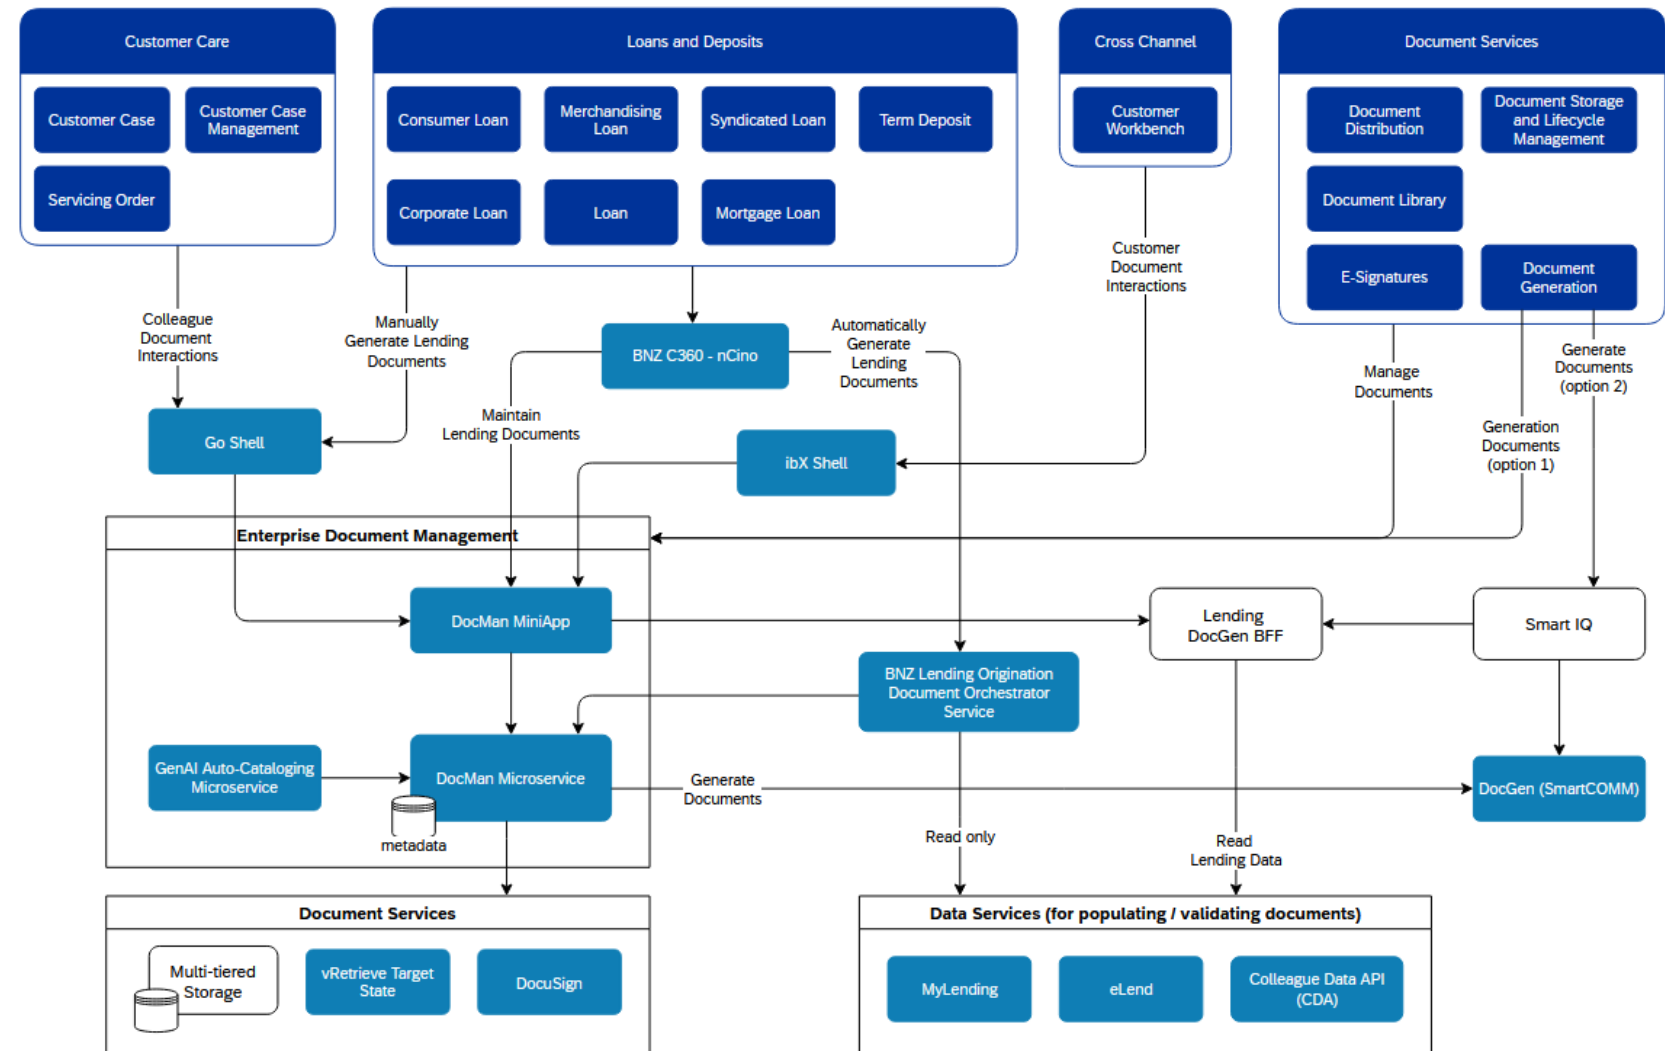 Customer Care
Loans and Deposits
Cross Channel
Document Services
Customer Case
Customer Case
Management
Servicing Order
Consumer Loan
Merchandising
Loan
Syndicated Loan
Term Deposit
Corporate Loan
Loan
Mortgage Loan
Customer
Workbench
Document
Distribution
Document Storage
and Lifecycle
Management
Document Library
E-Signatures
Document
Generation
Colleague
Document
Interactions
Manually
Generate Lending
Documents
BNZ C360 - nCino
Automatically
Generate
Lending
Documents
Customer
Document
Interactions
Manage
Documents
Generate
Documents
(option 2)
Generation
Documents
(option 1)
Maintain
Lending Documents
Go Shell
ibX Shell
Enterprise Document Management
DocMan MiniApp
Lending
DocGen BFF
Smart IQ
BNZ Lending Origination
Document Orchestrator
Service
GenAI Auto-Cataloging
Microservice
DocMan Microservice
metadata
Generate
Documents
DocGen (SmartCOMM)
Read only
Read
Lending Data
Document Services
Multi-tiered
Storage
vRetrieve Target
State
DocuSign
Data Services (for populating / validating documents)
MyLending
eLend
Colleague Data API
(CDA)